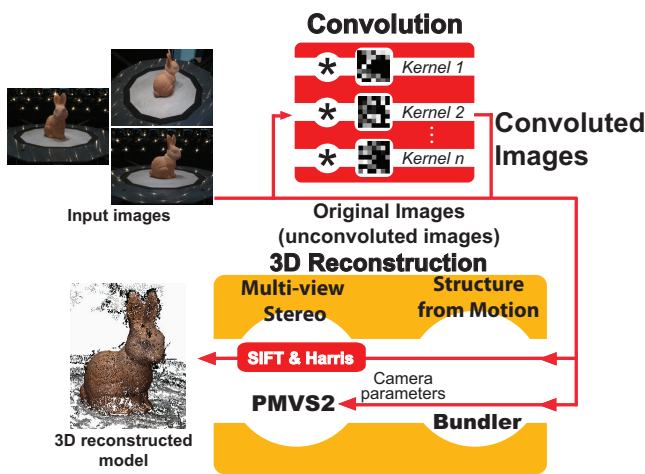 Convolution
* Kernel 1
* Kernel 2
* Kernel n
Convoluted
Images
Input images
Original Images
(unconvoluted images)
3D Reconstruction
Multi-view
Stereo
Structure
from Motion
SIFT & Harris
Camera
parameters
PMVS2
Bundler
3D reconstructed
model